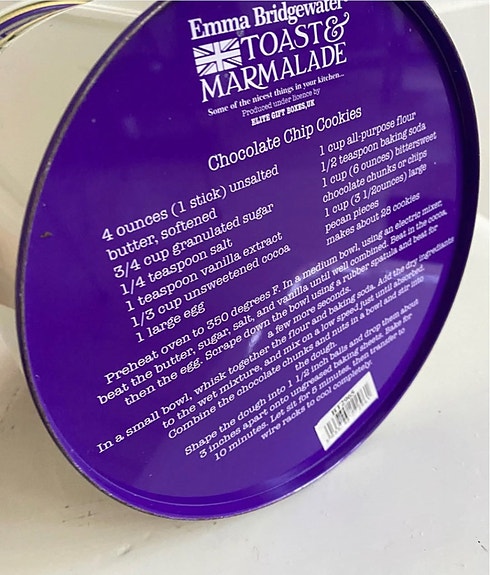 Emma Bridgewater
TOAST &
MARMALADE
Some of the nicest things in your kitchen...
Produced under licence by
ELITE GIFT BOXES, UK
Chocolate Chip Cookies
4 ounces (1 stick) unsalted
butter, softened
3/4 cup granulated sugar
1/4 teaspoon salt
1 teaspoon vanilla extract
1/3 cup unsweetened cocoa
1 large egg
1 cup all-purpose flour
1/2 teaspoon baking soda
1 cup (6 ounces) bittersweet
chocolate chunks or chips
1 cup (3 1/2ounces) large
pecan pieces
makes about 28 cookies
Preheat oven to 350 degrees F. In a medium bowl, using an electric mixer,
beat the butter, sugar, salt, and vanilla until well combined. Beat in the cocoa,
then the egg. Scrape down the bowl using a rubber spatula and beat for
a few more seconds.
In a small bowl, whisk together the flour and baking soda. Add the dry ingredients
to the wet mixture, and mix on a low speed just until absorbed.
Combine the chocolate chunks and nuts in a bowl and stir into
the dough.
Shape the dough into 1 1/2 inch balls and drop them about
3 inches apart onto ungreased baking sheets. Bake for
10 minutes. Let sit for 5 minutes, then transfer to
wire racks to cool completely.